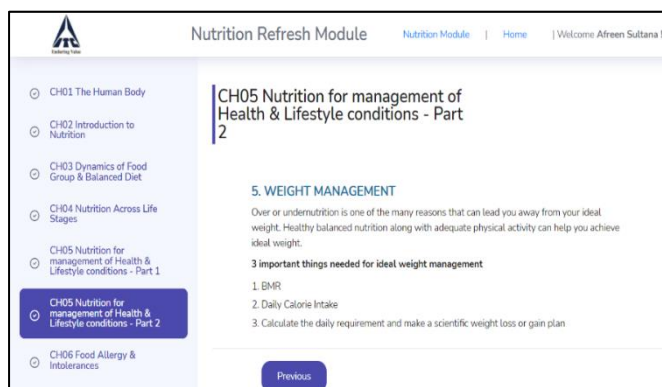 ITC
Enduring Value
Nutrition Refresh Module
Nutrition Module | Home | Welcome Afreen Sultana !
CH01 The Human Body
CH02 Introduction to
Nutrition
CH03 Dynamics of Food
Group & Balanced Diet
CH04 Nutrition Across Life
Stages
CH05 Nutrition for
management of Health &
Lifestyle conditions - Part 1
CH05 Nutrition for
management of Health &
Lifestyle conditions - Part 2
CH06 Food Allergy &
Intolerances
CH05 Nutrition for management of
Health & Lifestyle conditions - Part
2
5. WEIGHT MANAGEMENT
Over or undernutrition is one of the many reasons that can lead you away from your ideal
weight. Healthy balanced nutrition along with adequate physical activity can help you achieve
ideal weight.
3 important things needed for ideal weight management
1. BMR
2. Daily Calorie Intake
3. Calculate the daily requirement and make a scientific weight loss or gain plan
Previous